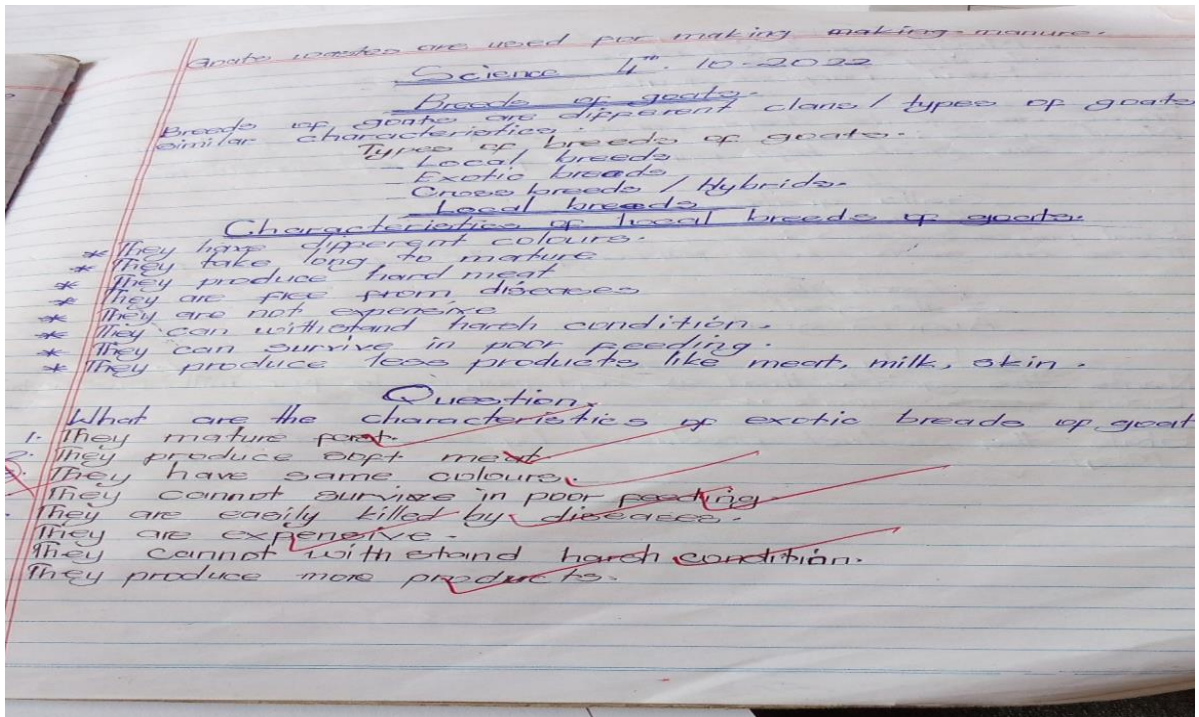 Goats wastes are used for making making manure.
Science 4th. 10-2022
Breeds of goats.
Breeds of goats are different clans / types of goats
similar characteristics.
Types of breeds of goats.
- Local breeds
- Exotic breeds
- Cross breeds / Hybrids.
Local breeds
Characteristics of local breeds of goats.
* They have different colours.
* They take long to mature
* They produce hard meat
* They are free from diseases
* They are not expensive
* They can withstand harsh condition.
* They can survive in poor feeding.
* They produce less products like meat, milk, skin.
Question
What are the characteristics of exotic breads of goat
1. They mature fast.
2. They produce soft meat.
They have same colours.
They cannot survive in poor feeding.
They are easily killed by diseases.
They are expensive.
They cannot with stand harsh condition.
They produce more products.